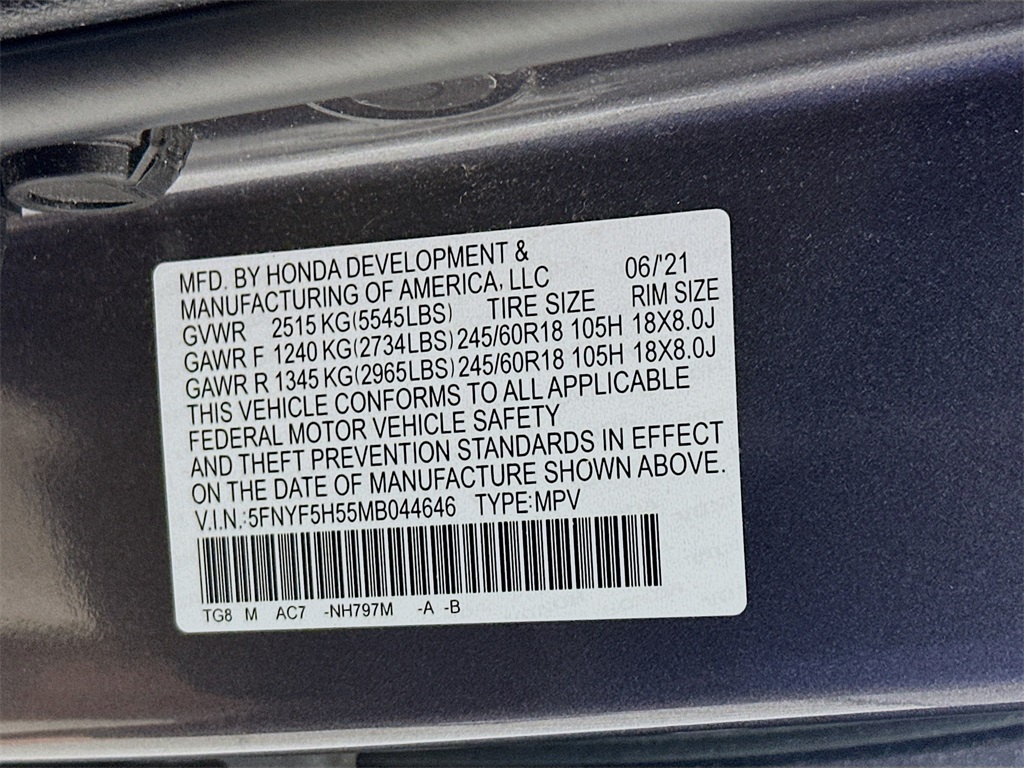 MFD. BY HONDA DEVELOPMENT & 06/'21
MANUFACTURING OF AMERICA, LLC
GVWR 2515 KG(5545LBS) TIRE SIZE RIM SIZE
GAWR F 1240 KG(2734LBS) 245/60R18 105H 18X8.0J
GAWR R 1345 KG(2965LBS) 245/60R18 105H 18X8.0J
THIS VEHICLE CONFORMS TO ALL APPLICABLE
FEDERAL MOTOR VEHICLE SAFETY
AND THEFT PREVENTION STANDARDS IN EFFECT
ON THE DATE OF MANUFACTURE SHOWN ABOVE.
V.I.N.:5FNYF5H55MB044646 TYPE:MPV
TG8 M AC7 -NH797M -A -B